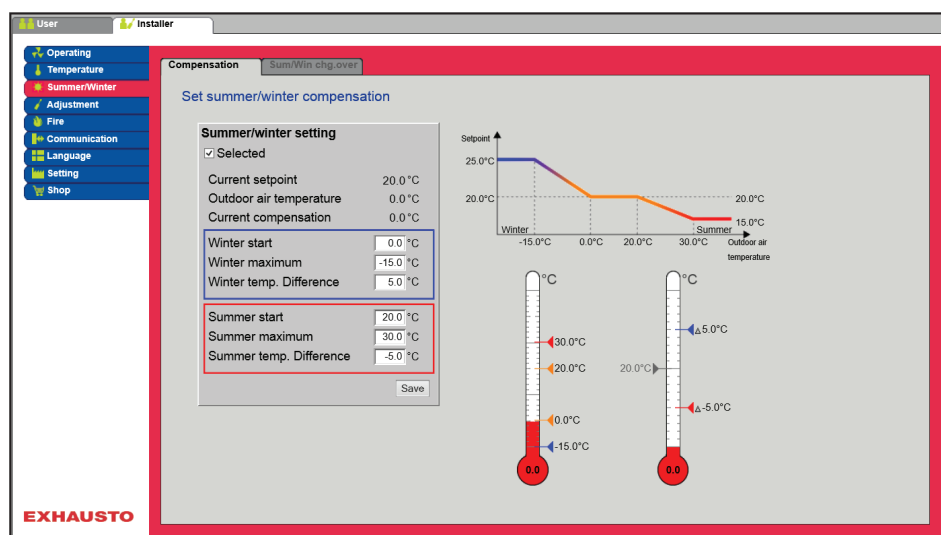 User
Installer
Operating
Temperature
Summer/Winter
Adjustment
Fire
Communication
Language
Setting
Shop
EXHAUSTO
Compensation
Sum/Win chg.over
Set summer/winter compensation
Summer/winter setting
Selected
Current setpoint 20.0°C
Outdoor air temperature 0.0°C
Current compensation 0.0°C
Winter start 0.0 °C
Winter maximum -15.0 °C
Winter temp. Difference 5.0 °C
Summer start 20.0 °C
Summer maximum 30.0 °C
Summer temp. Difference -5.0 °C
Save
Setpoint
25.0°C
20.0°C
20.0°C
15.0°C
Winter
Summer
-15.0°C 0.0°C 20.0°C 30.0°C Outdoor air
temperature
°C
30.0°C
20.0°C
0.0°C
-15.0°C
0.0
°C
Δ5.0°C
20.0°C
Δ-5.0°C
0.0